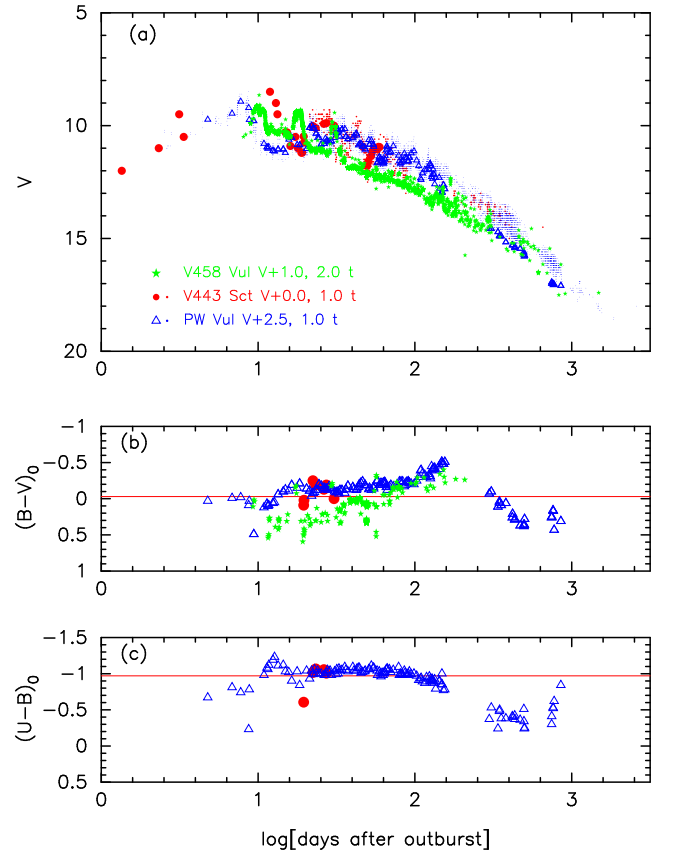 (a)
5
10
15
20
V
V458 Vul V+1.0, 2.0 t
V443 Sct V+0.0, 1.0 t
PW Vul V+2.5, 1.0 t
0 1 2 3
(b)
−1
−0.5
0
0.5
1
(B−V)0
0 1 2 3
(c)
−1.5
−1
−0.5
0
0.5
(U−B)0
0 1 2 3
log[days after outburst]